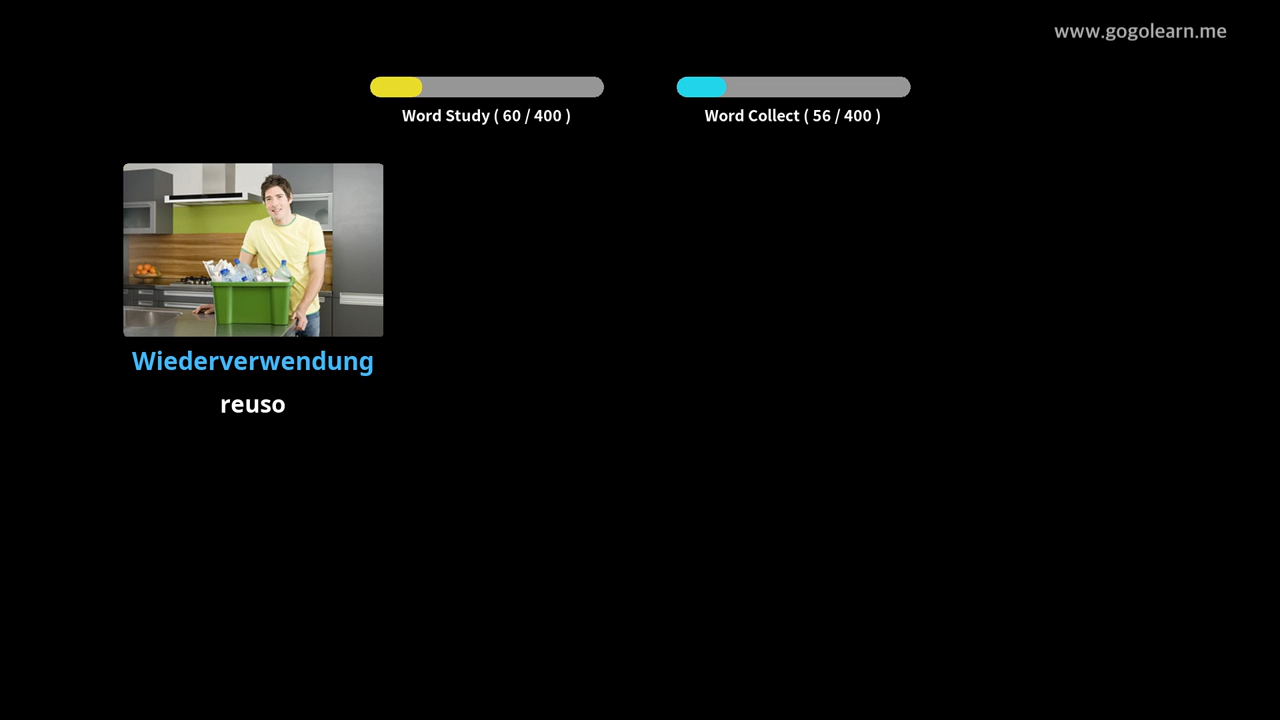 www.gogolearn.me
Word Study ( 60 / 400 )
Word Collect ( 56 / 400 )
Wiederverwendung
reuso